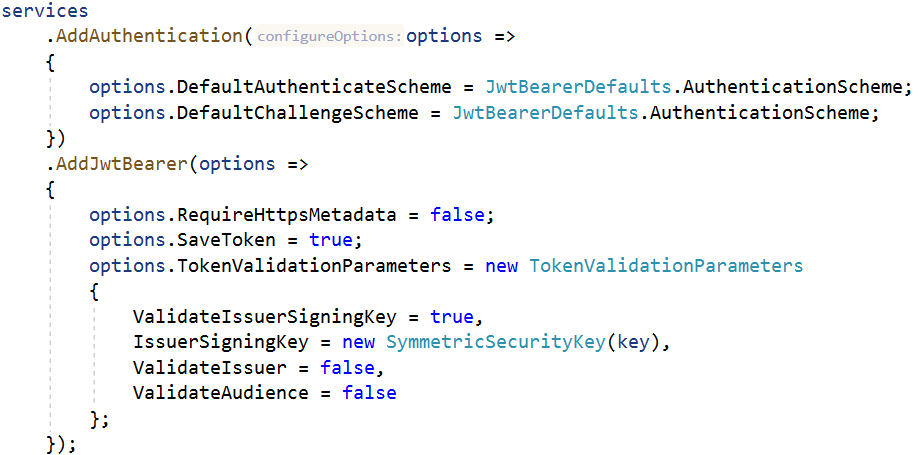 services
.AddAuthentication( configureOptions: options =>
{
options.DefaultAuthenticateScheme = JwtBearerDefaults.AuthenticationScheme;
options.DefaultChallengeScheme = JwtBearerDefaults.AuthenticationScheme;
})
.AddJwtBearer(options =>
{
options.RequireHttpsMetadata = false;
options.SaveToken = true;
options.TokenValidationParameters = new TokenValidationParameters
{
ValidateIssuerSigningKey = true,
IssuerSigningKey = new SymmetricSecurityKey(key),
ValidateIssuer = false,
ValidateAudience = false
};
});